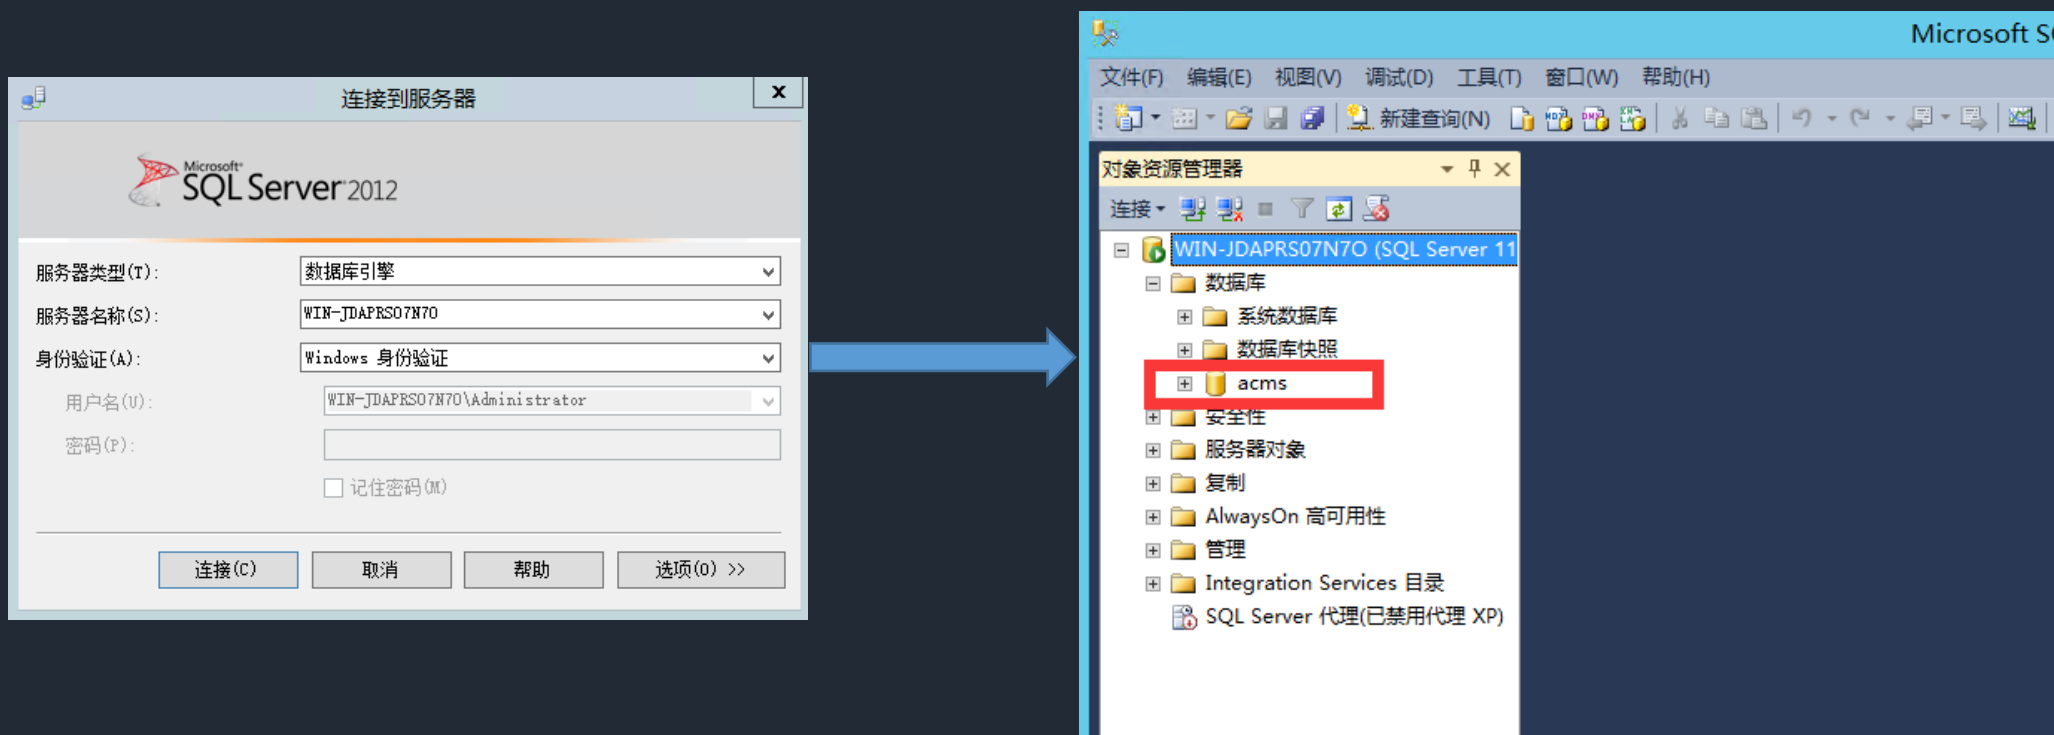 连接到服务器
Microsoft
SQL Server 2012
服务器类型(T):
数据库引擎
服务器名称(S):
WIN-JDAPRSO7N7O
身份验证(A):
Windows 身份验证
用户名(U):
WIN-JDAPRSO7N7O\Administrator
密码(P):
记住密码(M)
连接(C)
取消
帮助
选项(O) >>
Microsoft S
文件(F) 编辑(E) 视图(V) 调试(D) 工具(T) 窗口(W) 帮助(H)
新建查询(N)
对象资源管理器
连接
WIN-JDAPRS07N7O (SQL Server 11
数据库
系统数据库
数据库快照
acms
安全性
服务器对象
复制
AlwaysOn 高可用性
管理
Integration Services 目录
SQL Server 代理(已禁用代理 XP)